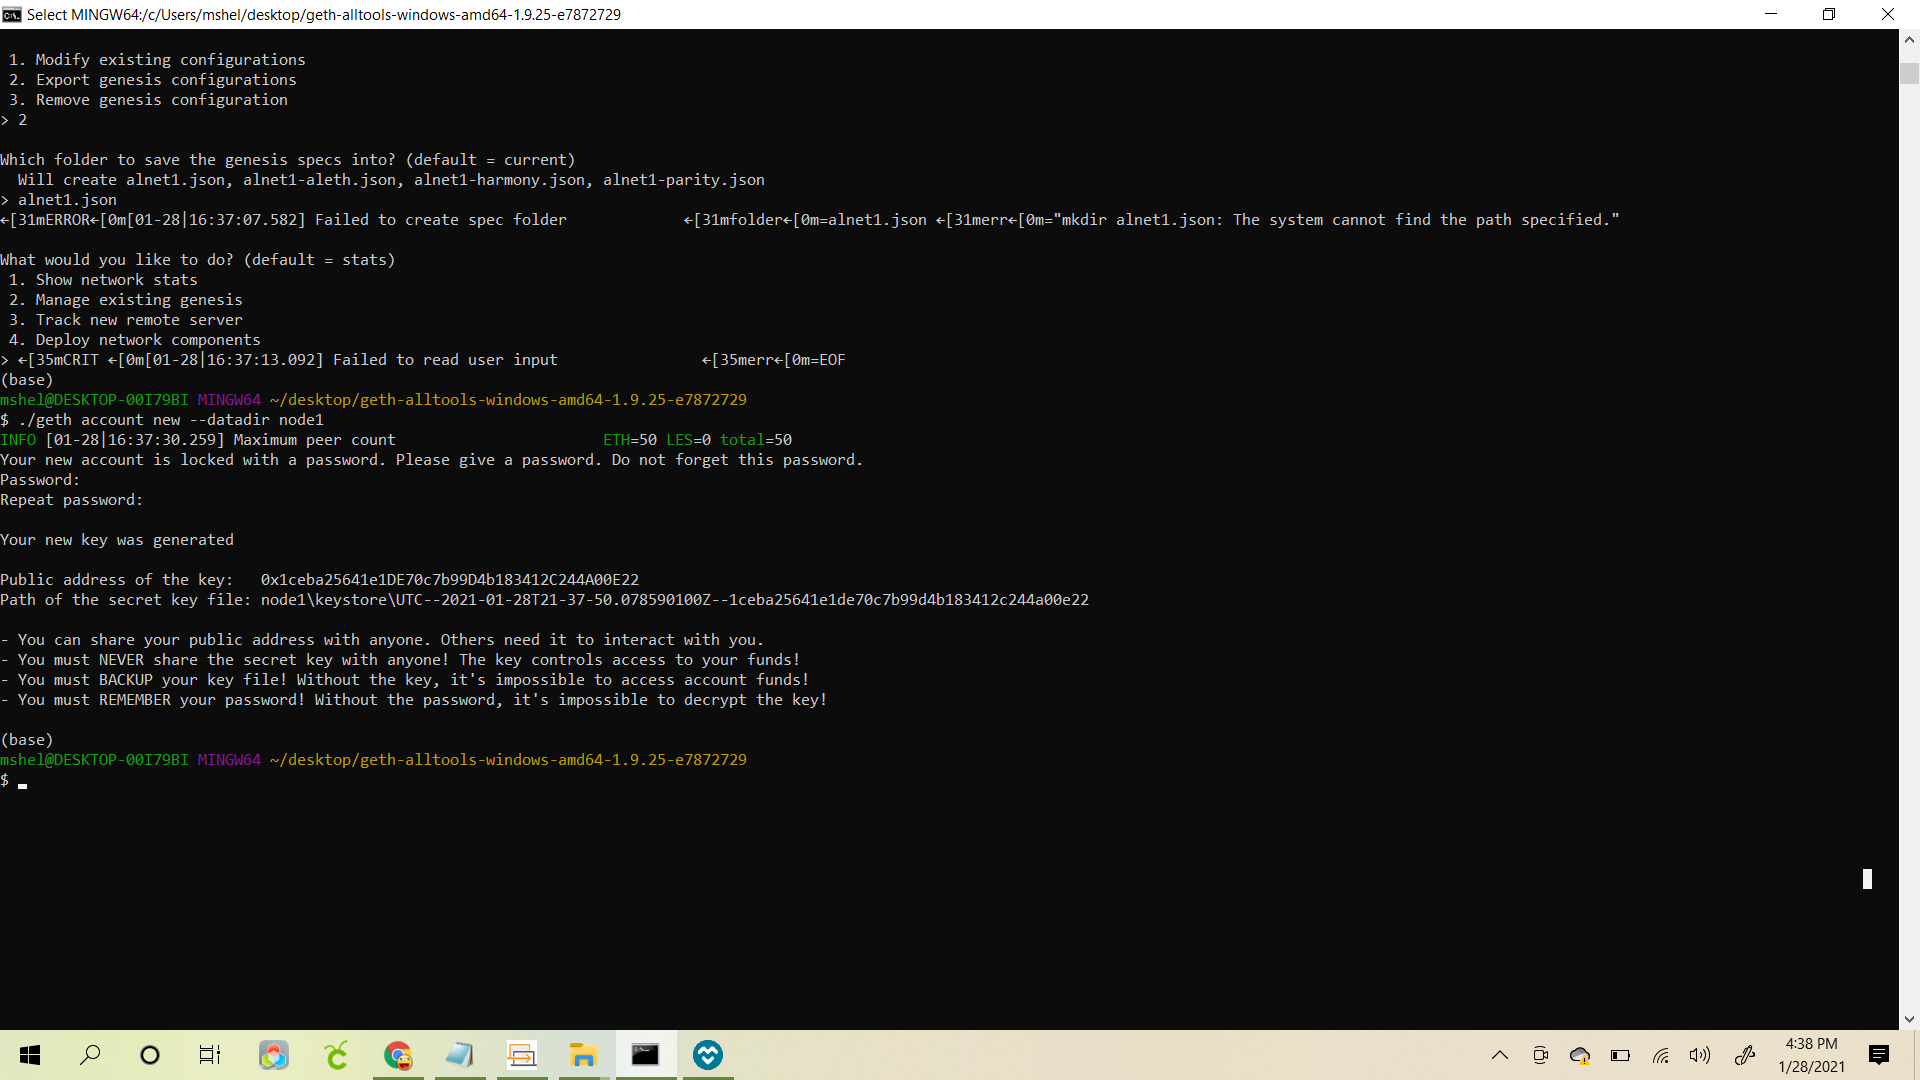 Select MINGW64:/c/Users/mshel/desktop/geth-alltools-windows-amd64-1.9.25-e7872729
1. Modify existing configurations
2. Export genesis configurations
3. Remove genesis configuration
> 2
Which folder to save the genesis specs into? (default = current)
Will create alnet1.json, alnet1-aleth.json, alnet1-harmony.json, alnet1-parity.json
> alnet1.json
←[31mERROR←[0m[01-28|16:37:07.582] Failed to create spec folder ←[31mfolder←[0m=alnet1.json ←[31merr←[0m="mkdir alnet1.json: The system cannot find the path specified."
What would you like to do? (default = stats)
1. Show network stats
2. Manage existing genesis
3. Track new remote server
4. Deploy network components
> ←[35mCRIT ←[0m[01-28|16:37:13.092] Failed to read user input ←[35merr←[0m=EOF
(base)
mshel@DESKTOP-00I79BI MINGW64 ~/desktop/geth-alltools-windows-amd64-1.9.25-e7872729
$ ./geth account new --datadir node1
INFO [01-28|16:37:30.259] Maximum peer count ETH=50 LES=0 total=50
Your new account is locked with a password. Please give a password. Do not forget this password.
Password:
Repeat password:
Your new key was generated
Public address of the key: 0x1ceba25641e1DE70c7b99D4b183412C244A00E22
Path of the secret key file: node1\keystore\UTC--2021-01-28T21-37-50.078590100Z--1ceba25641e1de70c7b99d4b183412c244a00e22
- You can share your public address with anyone. Others need it to interact with you.
- You must NEVER share the secret key with anyone! The key controls access to your funds!
- You must BACKUP your key file! Without the key, it's impossible to access account funds!
- You must REMEMBER your password! Without the password, it's impossible to decrypt the key!
(base)
mshel@DESKTOP-00I79BI MINGW64 ~/desktop/geth-alltools-windows-amd64-1.9.25-e7872729
$
4:38 PM
1/28/2021